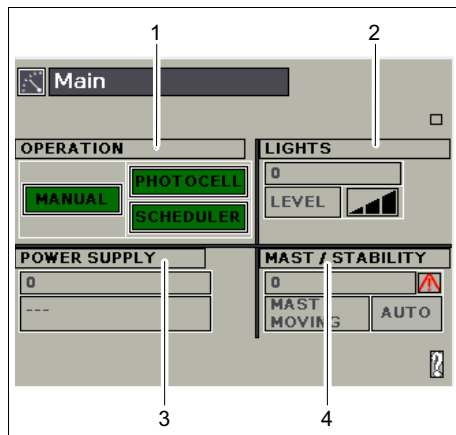 1 2
Main
OPERATION
MANUAL
PHOTOCELL
SCHEDULER
LIGHTS
0
LEVEL
POWER SUPPLY
0
---
MAST / STABILITY
0
MAST
MOVING
AUTO
3 4